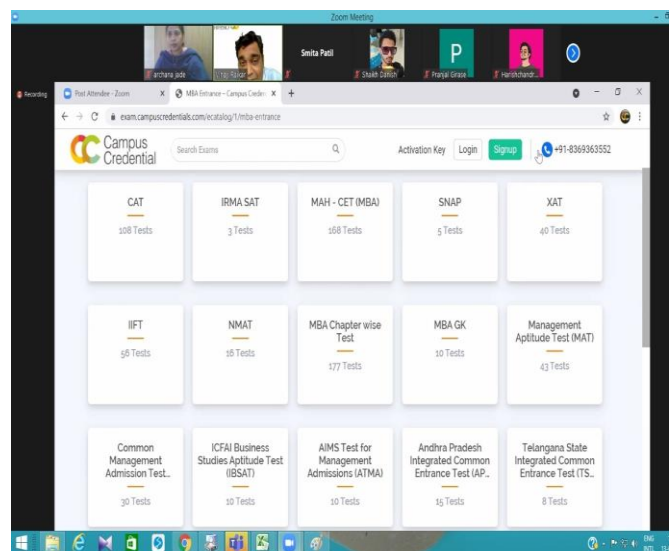 Zoom Meeting
archana jade
Smita Patil
Shaikh Danish
P
Pranjal Girase
Harishchandr...
Recording
Post Attendee - Zoom
MBA Entrance - Campus Creden
exam.campuscredentials.com/ecatalog/1/mba-entrance
Campus
Credential
Search Exams
Activation Key
Login
Signup
+91-8369363552
CAT
108 Tests
IRMA SAT
3 Tests
MAH - CET (MBA)
168 Tests
SNAP
5 Tests
XAT
40 Tests
IIFT
56 Tests
NMAT
16 Tests
MBA Chapter wise
Test
177 Tests
MBA GK
10 Tests
Management
Aptitude Test (MAT)
43 Tests
Common
Management
Admission Test...
30 Tests
ICFAI Business
Studies Aptitude Test
(IBSAT)
10 Tests
AIMS Test for
Management
Admissions (ATMA)
10 Tests
Andhra Pradesh
Integrated Common
Entrance Test (AP...
15 Tests
Telangana State
Integrated Common
Entrance Test (TS...
8 Tests
ENG